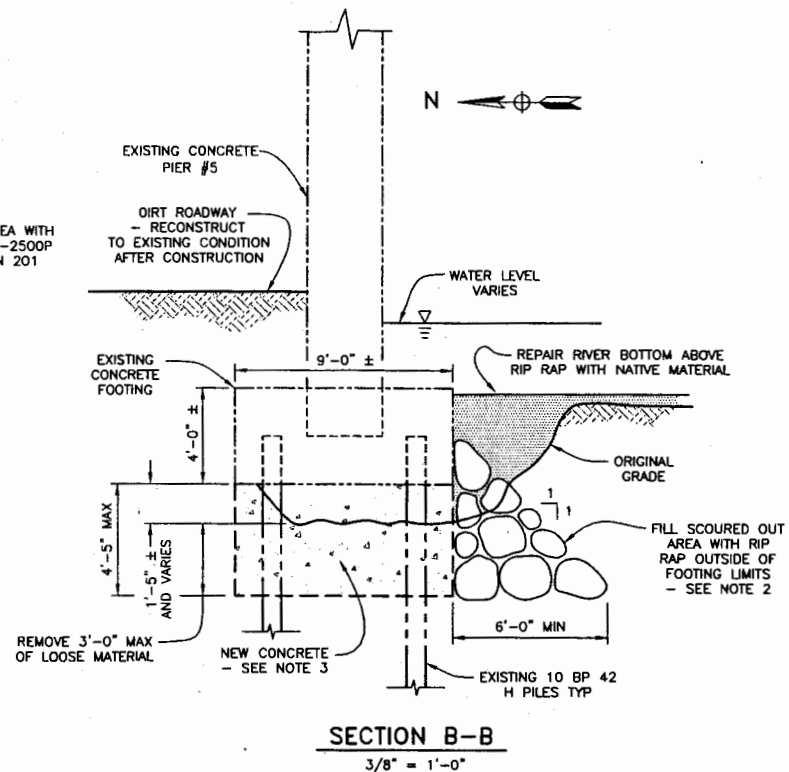 N
EXISTING CONCRETE
PIER #5
DIRT ROADWAY
- RECONSTRUCT
TO EXISTING CONDITION
AFTER CONSTRUCTION
EA WITH
-2500P
N 201
WATER LEVEL
VARIES
EXISTING
CONCRETE
FOOTING
9'-0" ±
REPAIR RIVER BOTTOM ABOVE
RIP RAP WITH NATIVE MATERIAL
4'-0" ±
ORIGINAL
GRADE
1
1
4'-5" MAX
1'-5" ±
AND VARIES
FILL SCOURED OUT
AREA WITH RIP
RAP OUTSIDE OF
FOOTING LIMITS
- SEE NOTE 2
REMOVE 3'-0" MAX
OF LOOSE MATERIAL
NEW CONCRETE
- SEE NOTE 3
6'-0" MIN
EXISTING 10 BP 42
H PILES TYP
SECTION B-B
3/8" = 1'-0"